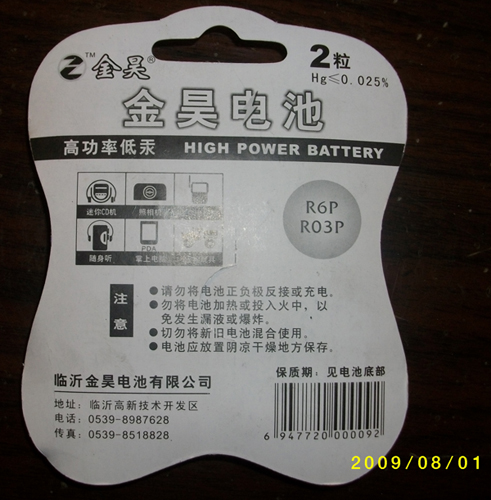 TM 金昊®
2粒
Hg≤0.025%
金昊电池
高功率低汞 HIGH POWER BATTERY
迷你CD机 照相机
R6P
R03P
随身听 PDA 掌上电脑
注意
●请勿将电池正负极反接或充电。
●勿将电池加热或投入火中，以
免发生漏液或爆炸。
●切勿将新旧电池混合使用。
●电池应放置阴凉干燥地方保存。
临沂金昊电池有限公司
保质期：见电池底部
地址：临沂高新技术开发区
电话：0539-8987628
传真：0539-8518828
6 947720 000092
2009/08/01